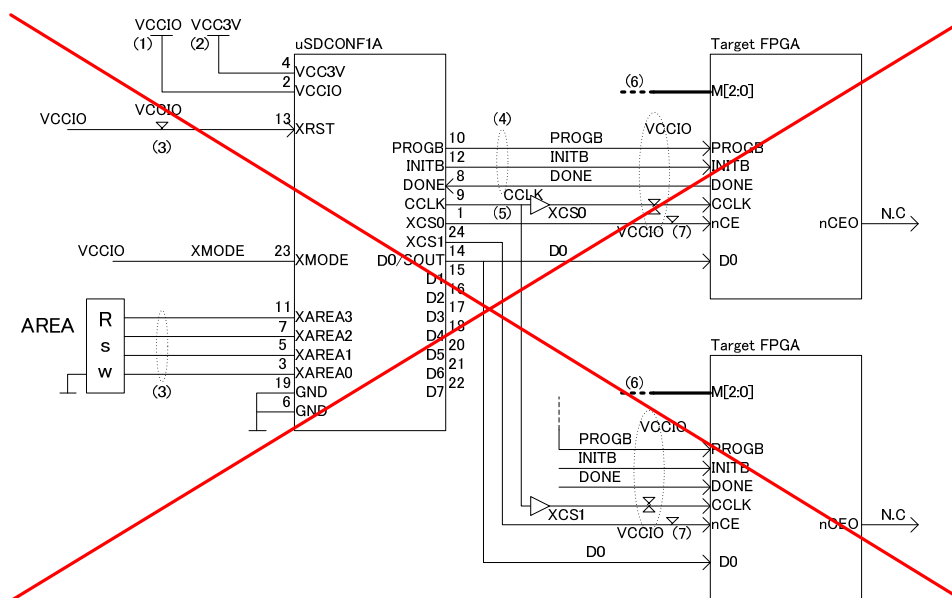 VCCIO VCC3V
(1) (2)
uSDCONF1A
4 VCC3V
2 VCCIO
VCCIO
VCCIO
13 XRST
(3)
PROGB 10
INITB 12
DONE 8
CCLK 9
XCS0 1
XCS1 24
D0/SOUT 14
D1 15
D2 16
D3 17
D4 18
D5 20
D6 21
D7 22
VCCIO XMODE 23 XMODE
AREA
R
s
w
11 XAREA3
7 XAREA2
5 XAREA1
3 XAREA0
19 GND
6 GND
(3)
(4)
PROGB
INITB
DONE
CCLK
(5)
XCS0
D0
Target FPGA
(6)
M[2:0]
VCCIO
PROGB
INITB
DONE
CCLK
VCCIO (7)
nCE
nCEO N.C
D0
Target FPGA
(6)
M[2:0]
VCCIO
PROGB PROGB
INITB INITB
DONE DONE
CCLK
XCS1
VCCIO (7)
nCE
nCEO N.C
D0 D0